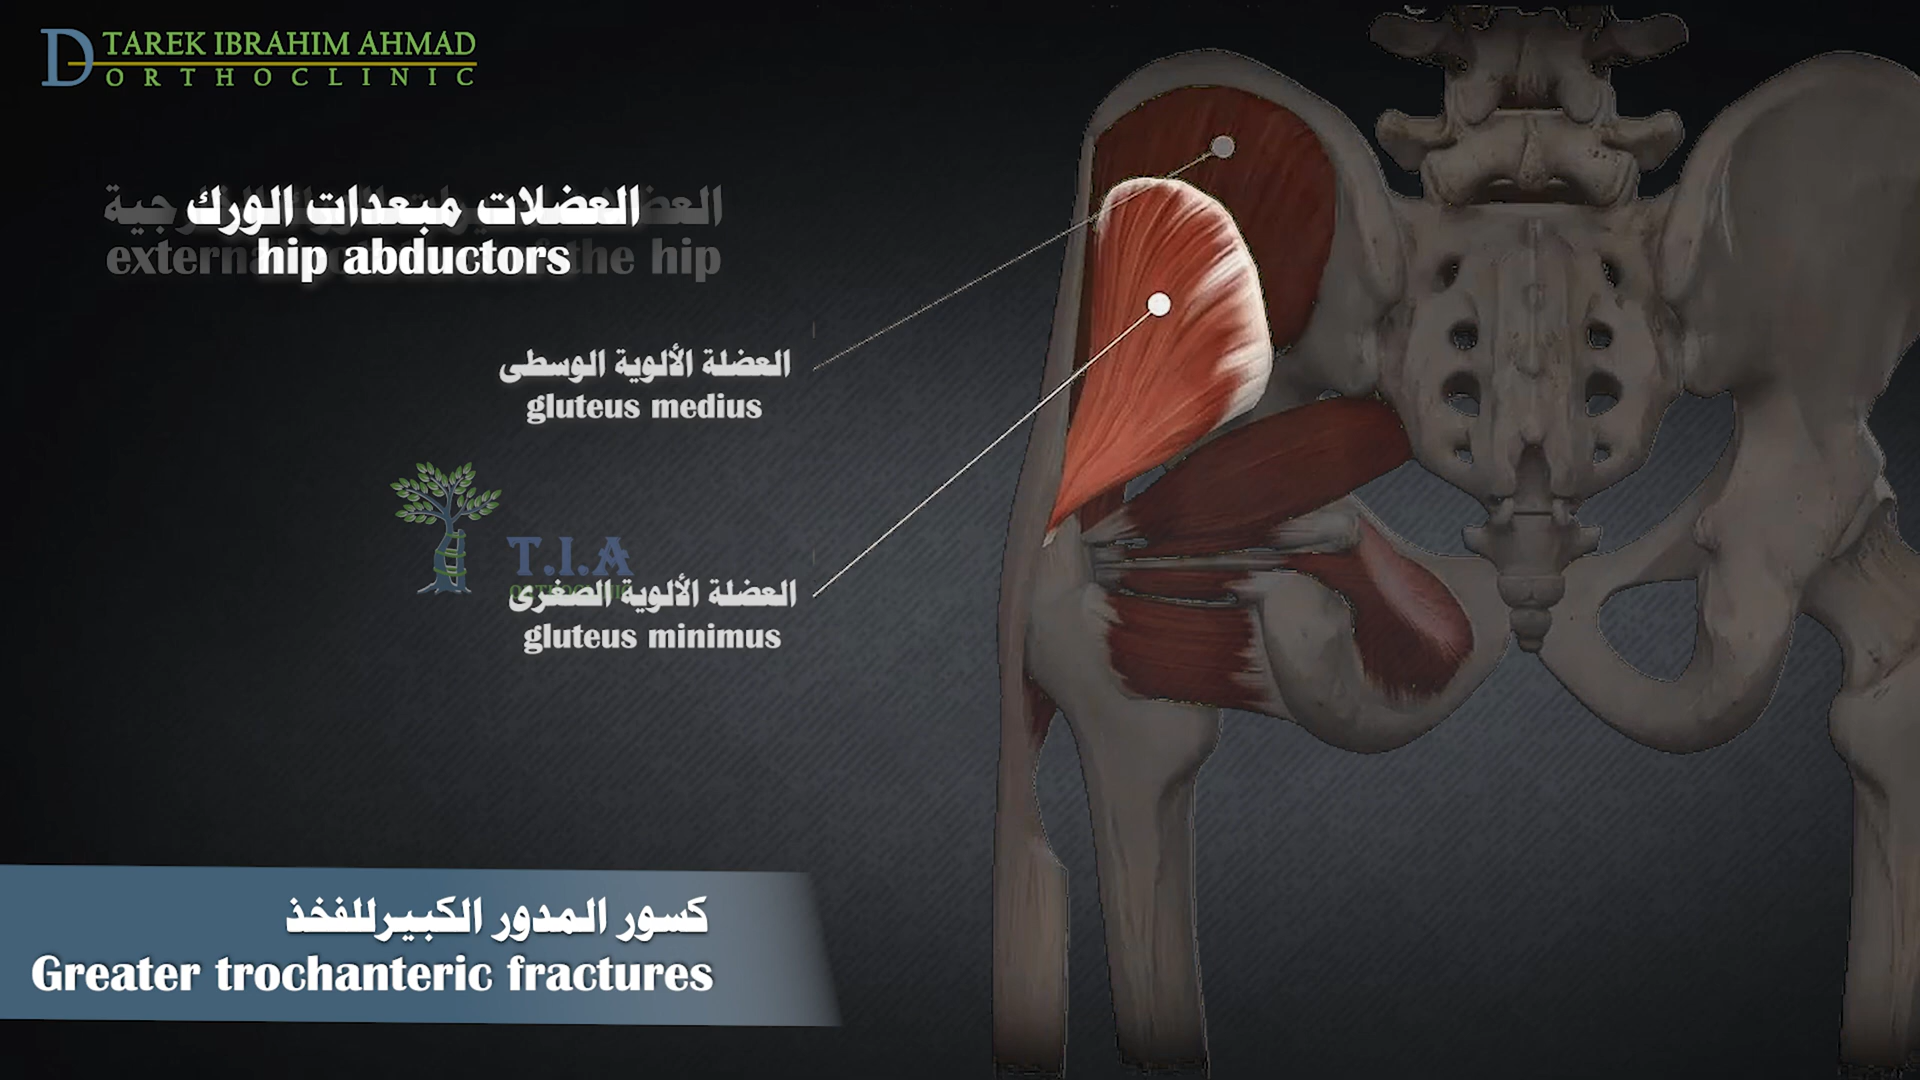 D TAREK IBRAHIM AHMAD
ORTHOCLINIC
العضلات مبعدات الورك
hip abductors
العضلة الألوية الوسطى
gluteus medius
T.I.A
العضلة الألوية الصغرى
gluteus minimus
كسور المدور الكبيرللفخذ
Greater trochanteric fractures